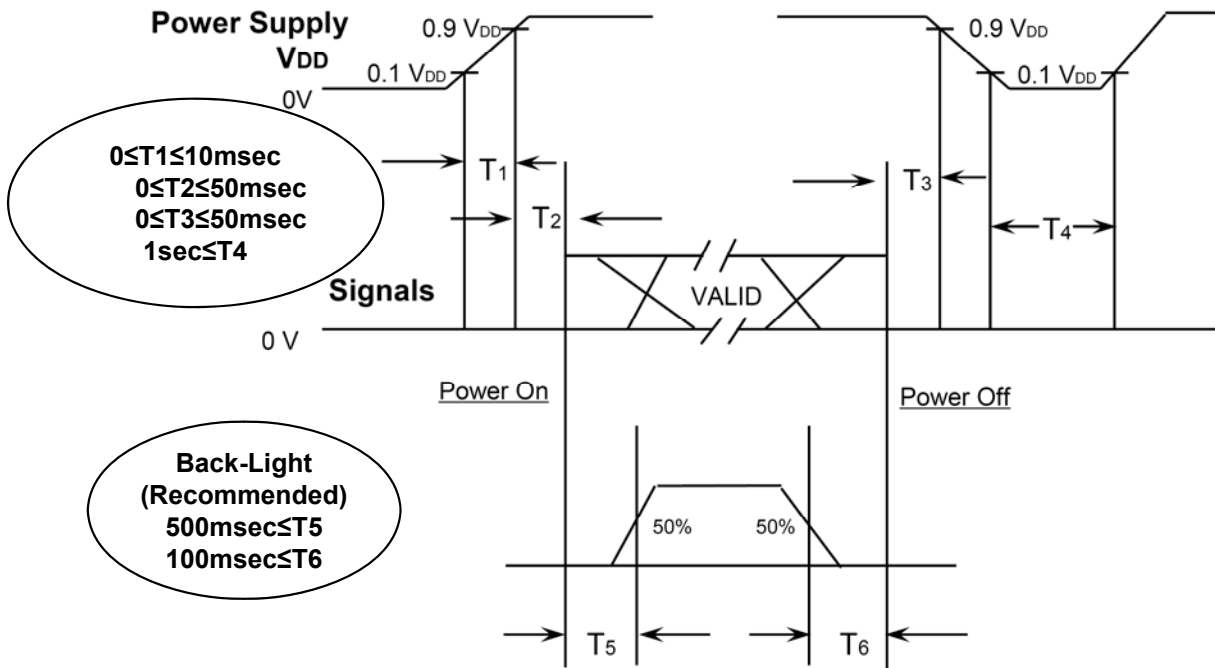 Power Supply
VDD
0.9 VDD
0.1 VDD
0V
0.9 VDD
0.1 VDD
0≤T1≤10msec
0≤T2≤50msec
0≤T3≤50msec
1sec≤T4
T1
T2
T3
T4
Signals
VALID
0 V
Power On
Power Off
Back-Light
(Recommended)
500msec≤T5
100msec≤T6
50%
50%
T5
T6